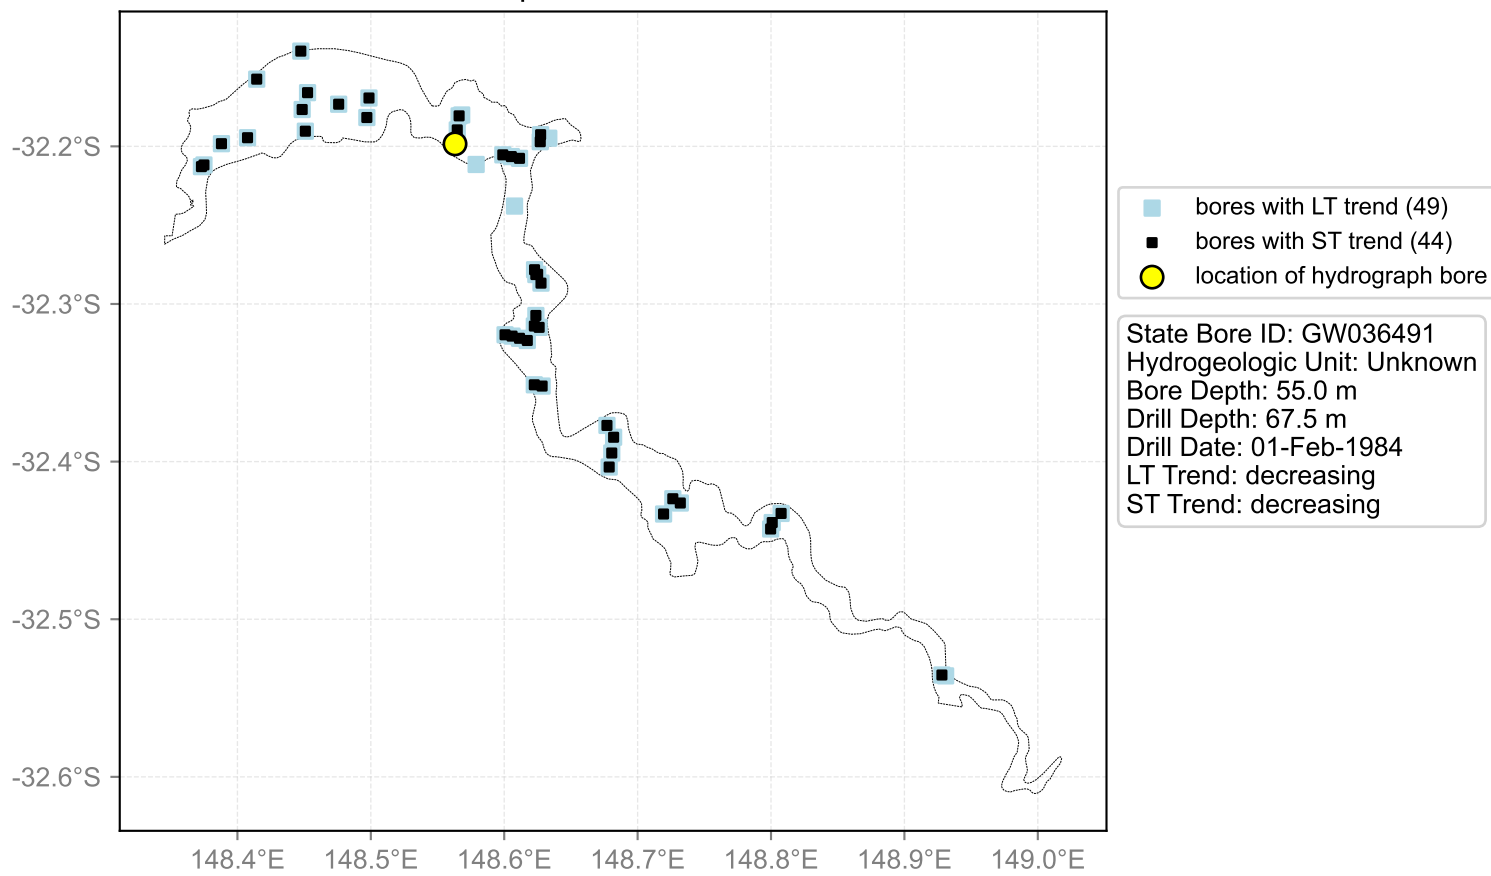 -32.2°S
-32.3°S
-32.4°S
-32.5°S
-32.6°S
148.4°E
148.5°E
148.6°E
148.7°E
148.8°E
148.9°E
149.0°E
bores with LT trend (49)
bores with ST trend (44)
location of hydrograph bore
State Bore ID: GW036491
Hydrogeologic Unit: Unknown
Bore Depth: 55.0 m
Drill Depth: 67.5 m
Drill Date: 01-Feb-1984
LT Trend: decreasing
ST Trend: decreasing